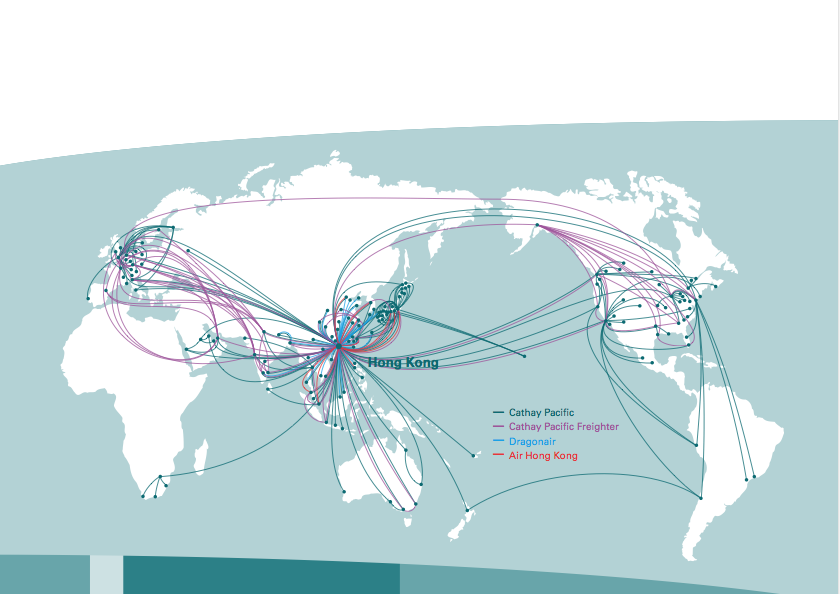 Hong Kong
Cathay Pacific
Cathay Pacific Freighter
Dragonair
Air Hong Kong